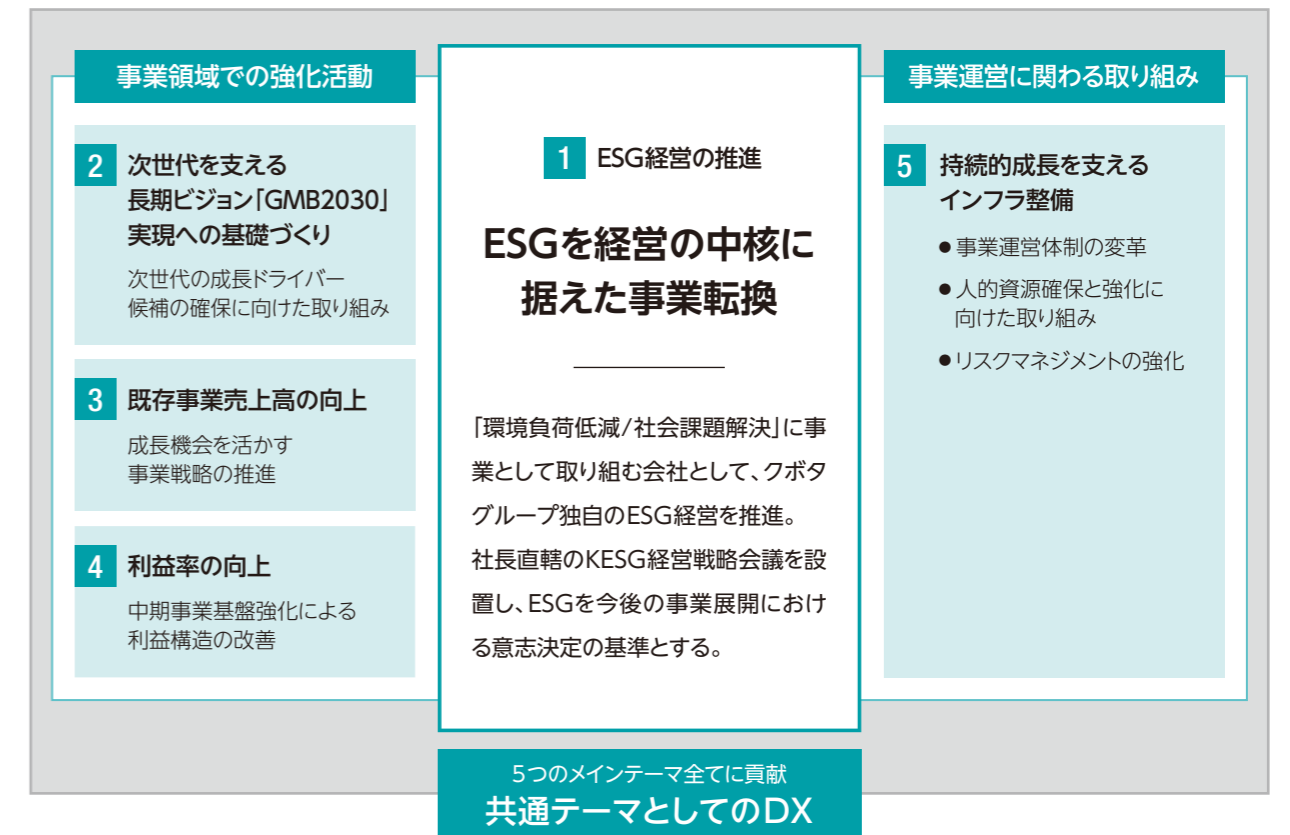 事業領域での強化活動
2 次世代を支える
長期ビジョン「GMB2030」
実現への基礎づくり
次世代の成長ドライバー
候補の確保に向けた取り組み
3 既存事業売上高の向上
成長機会を活かす
事業戦略の推進
4 利益率の向上
中期事業基盤強化による
利益構造の改善
1 ESG経営の推進
ESGを経営の中核に
据えた事業転換
「環境負荷低減/社会課題解決」に事
業として取り組む会社として、クボタ
グループ独自のESG経営を推進。
社長直轄のKESG経営戦略会議を設
置し、ESGを今後の事業展開におけ
る意志決定の基準とする。
事業運営に関わる取り組み
5 持続的成長を支える
インフラ整備
●事業運営体制の変革
●人的資源確保と強化に
向けた取り組み
●リスクマネジメントの強化
5つのメインテーマ全てに貢献
共通テーマとしてのDX